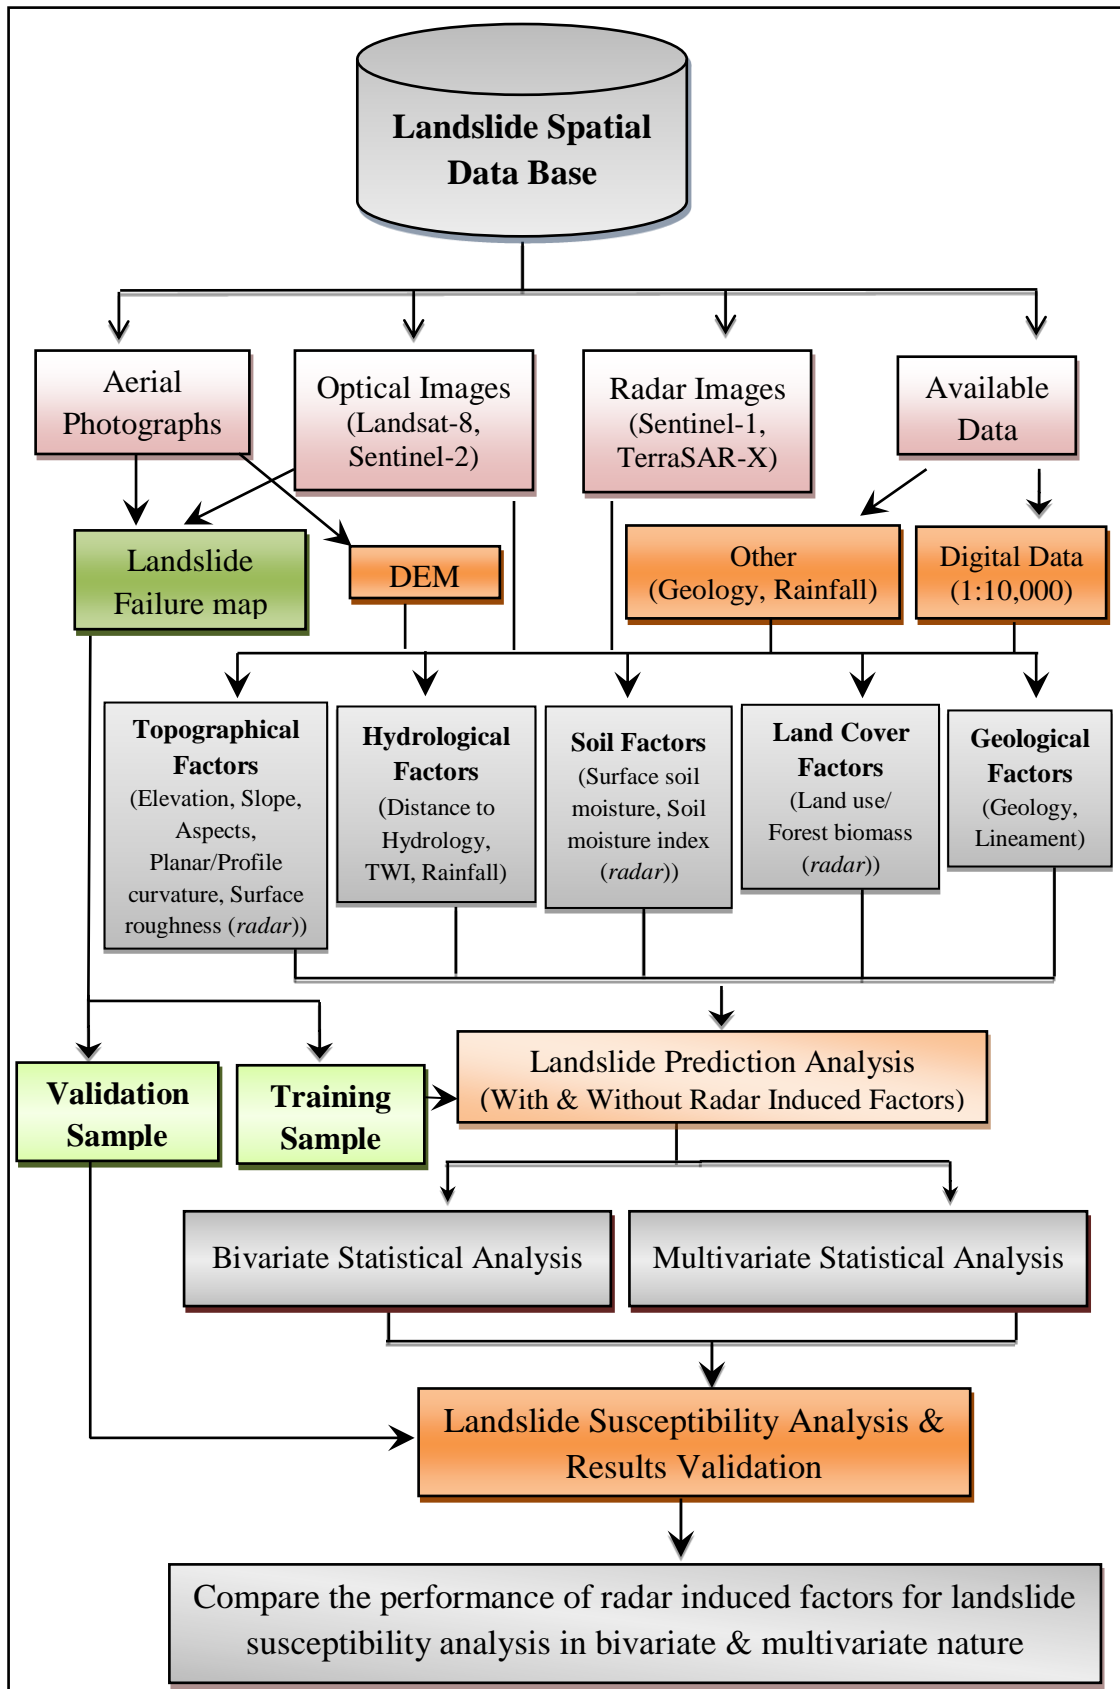 Landslide Spatial
Data Base
Aerial
Photographs
Optical Images
(Landsat-8,
Sentinel-2)
Radar Images
(Sentinel-1,
TerraSAR-X)
Available
Data
Landslide
Failure map
DEM
Other
(Geology, Rainfall)
Digital Data
(1:10,000)
Topographical
Factors
(Elevation, Slope,
Aspects,
Planar/Profile
curvature, Surface
roughness (radar))
Hydrological
Factors
(Distance to
Hydrology,
TWI, Rainfall)
Soil Factors
(Surface soil
moisture, Soil
moisture index
(radar))
Land Cover
Factors
(Land use/
Forest biomass
(radar))
Geological
Factors
(Geology,
Lineament)
Validation
Sample
Training
Sample
Landslide Prediction Analysis
(With & Without Radar Induced Factors)
Bivariate Statistical Analysis
Multivariate Statistical Analysis
Landslide Susceptibility Analysis &
Results Validation
Compare the performance of radar induced factors for landslide
susceptibility analysis in bivariate & multivariate nature